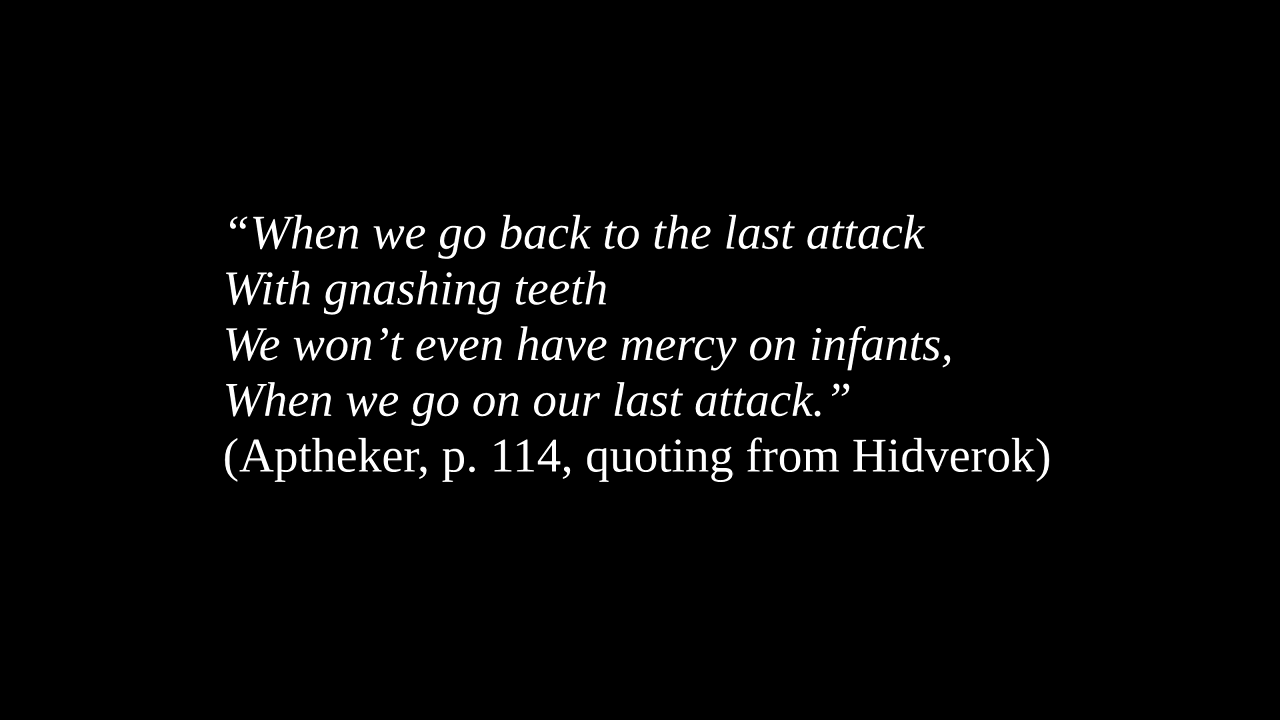 “When we go back to the last attack
With gnashing teeth
We won’t even have mercy on infants,
When we go on our last attack.”
(Aptheker, p. 114, quoting from Hidverok)